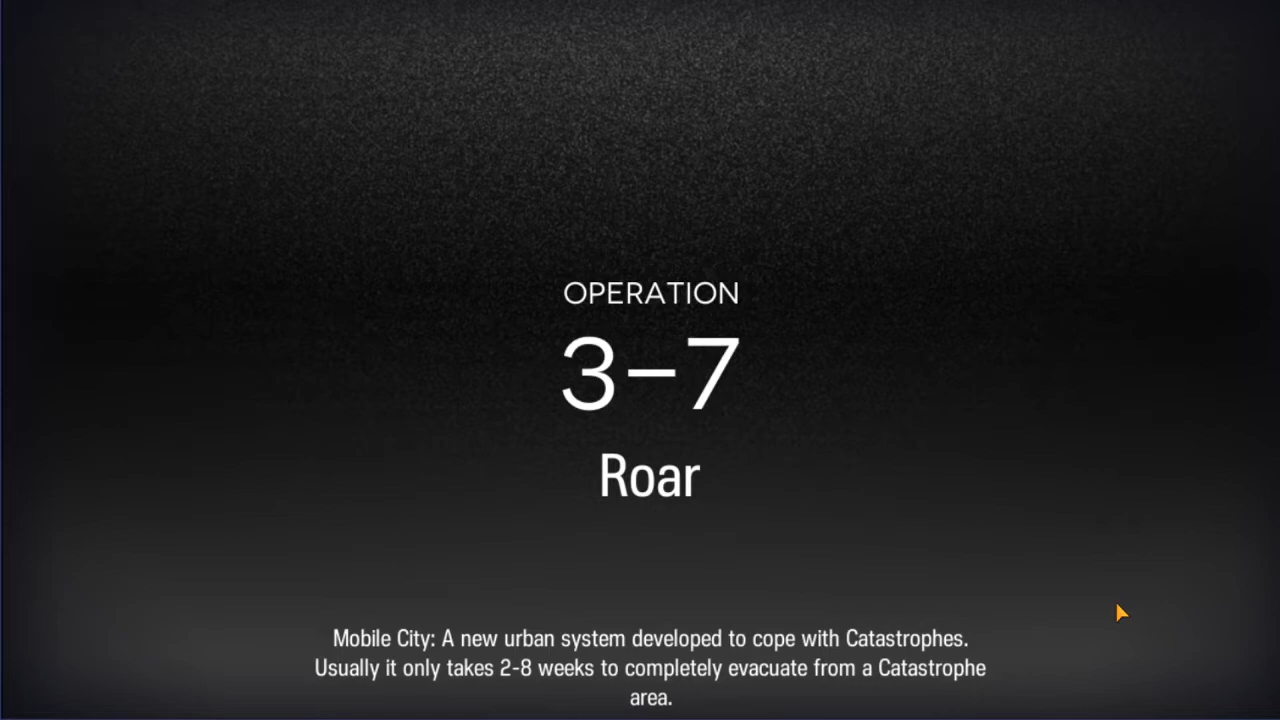 OPERATION
3–7
Roar
Mobile City: A new urban system developed to cope with Catastrophes.
Usually it only takes 2-8 weeks to completely evacuate from a Catastrophe
area.